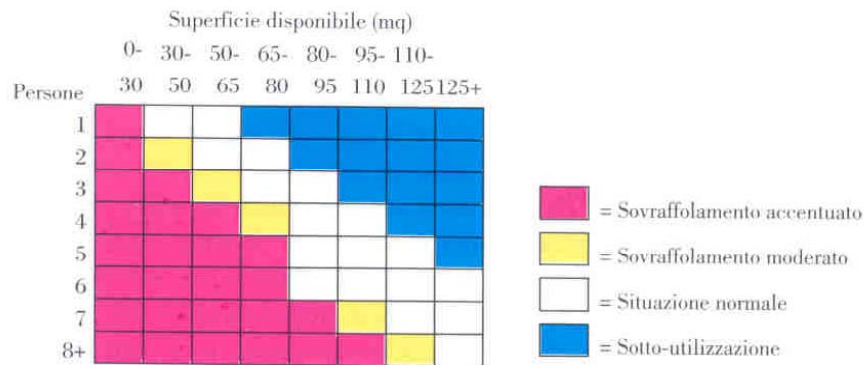 Superficie disponibile (mq)
0- 30- 50- 65- 80- 95- 110-
Persone 30 50 65 80 95 110 125 125+
1
2
3
4
5
6
7
8+
= Sovraffolamento accentuato
= Sovraffolamento moderato
= Situazione normale
= Sotto-utilizzazione